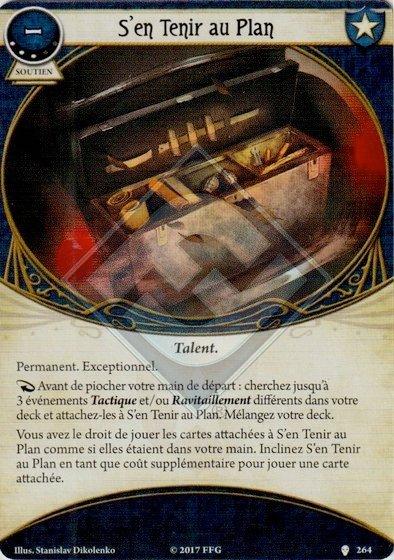 S'en Tenir au Plan
SOUTIEN
Talent.
Permanent. Exceptionnel.
Avant de piocher votre main de départ : cherchez jusqu'à
3 événements Tactique et/ou Ravitaillement différents dans votre
deck et attachez-les à S'en Tenir au Plan. Mélangez votre deck.
Vous avez le droit de jouer les cartes attachées à S'en Tenir au
Plan comme si elles étaient dans votre main. Inclinez S'en Tenir
au Plan en tant que coût supplémentaire pour jouer une carte
attachée.
Illus. Stanislav Dikolenko © 2017 FFG 264